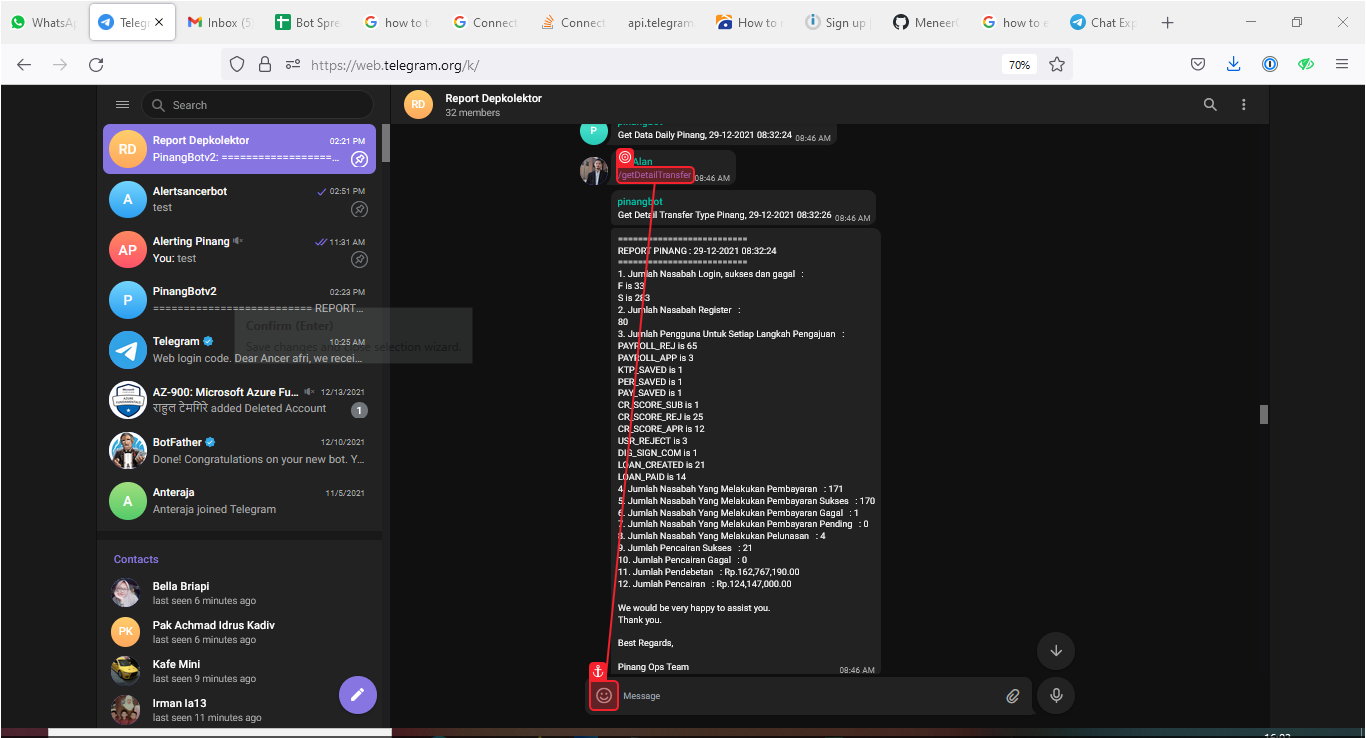 WhatsA
Telegr
Inbox (5)
Bot Spre
how to t
Connect
Connect
api.telegram
How to r
Sign up
Meneer
how to e
Chat Exp
https://web.telegram.org/k/
70%
Search
RD
Report Depkolektor
02:21 PM
PinangBotv2: ===================...
A
Alertsancerbot
02:51 PM
test
AP
Alerting Pinang
11:31 AM
You: test
P
PinangBotv2
02:23 PM
========================== REPORT...
Confirm (Enter)
Save changes and close selection wizard.
Telegram
10:25 AM
Web login code. Dear Ancer afri, we recei...
AZ-900: Microsoft Azure Fu...
12/13/2021
राहुल टेमगिरे added Deleted Account
1
BotFather
12/10/2021
Done! Congratulations on your new bot. Y...
A
Anteraja
11/5/2021
Anteraja joined Telegram
Contacts
Bella Briapi
last seen 6 minutes ago
PK
Pak Achmad Idrus Kadiv
last seen 6 minutes ago
Kafe Mini
last seen 9 minutes ago
Irman Ia13
last seen 11 minutes ago
RD
Report Depkolektor
32 members
P
pinangbot
Get Data Daily Pinang, 29-12-2021 08:32:24 08:46 AM
Alan
/getDetailTransfer 08:46 AM
pinangbot
Get Detail Transfer Type Pinang, 29-12-2021 08:32:26 08:46 AM
==========================
REPORT PINANG : 29-12-2021 08:32:24
==========================
1. Jumlah Nasabah Login, sukses dan gagal :
F is 33
S is 283
2. Jumlah Nasabah Register :
80
3. Jumlah Pengguna Untuk Setiap Langkah Pengajuan :
PAYROLL_REJ is 65
PAYROLL_APP is 3
KTP_SAVED is 1
PER_SAVED is 1
PAY_SAVED is 1
CR_SCORE_SUB is 1
CR_SCORE_REJ is 25
CR_SCORE_APR is 12
USR_REJECT is 3
DIG_SIGN_COM is 1
LOAN_CREATED is 21
LOAN_PAID is 14
4. Jumlah Nasabah Yang Melakukan Pembayaran : 171
5. Jumlah Nasabah Yang Melakukan Pembayaran Sukses : 170
6. Jumlah Nasabah Yang Melakukan Pembayaran Gagal : 1
7. Jumlah Nasabah Yang Melakukan Pembayaran Pending : 0
8. Jumlah Nasabah Yang Melakukan Pelunasan : 4
9. Jumlah Pencairan Sukses : 21
10. Jumlah Pencairan Gagal : 0
11. Jumlah Pendebetan : Rp.162,767,190.00
12. Jumlah Pencairan : Rp.124,147,000.00
We would be very happy to assist you.
Thank you.
Best Regards,
Pinang Ops Team
08:46 AM
Message